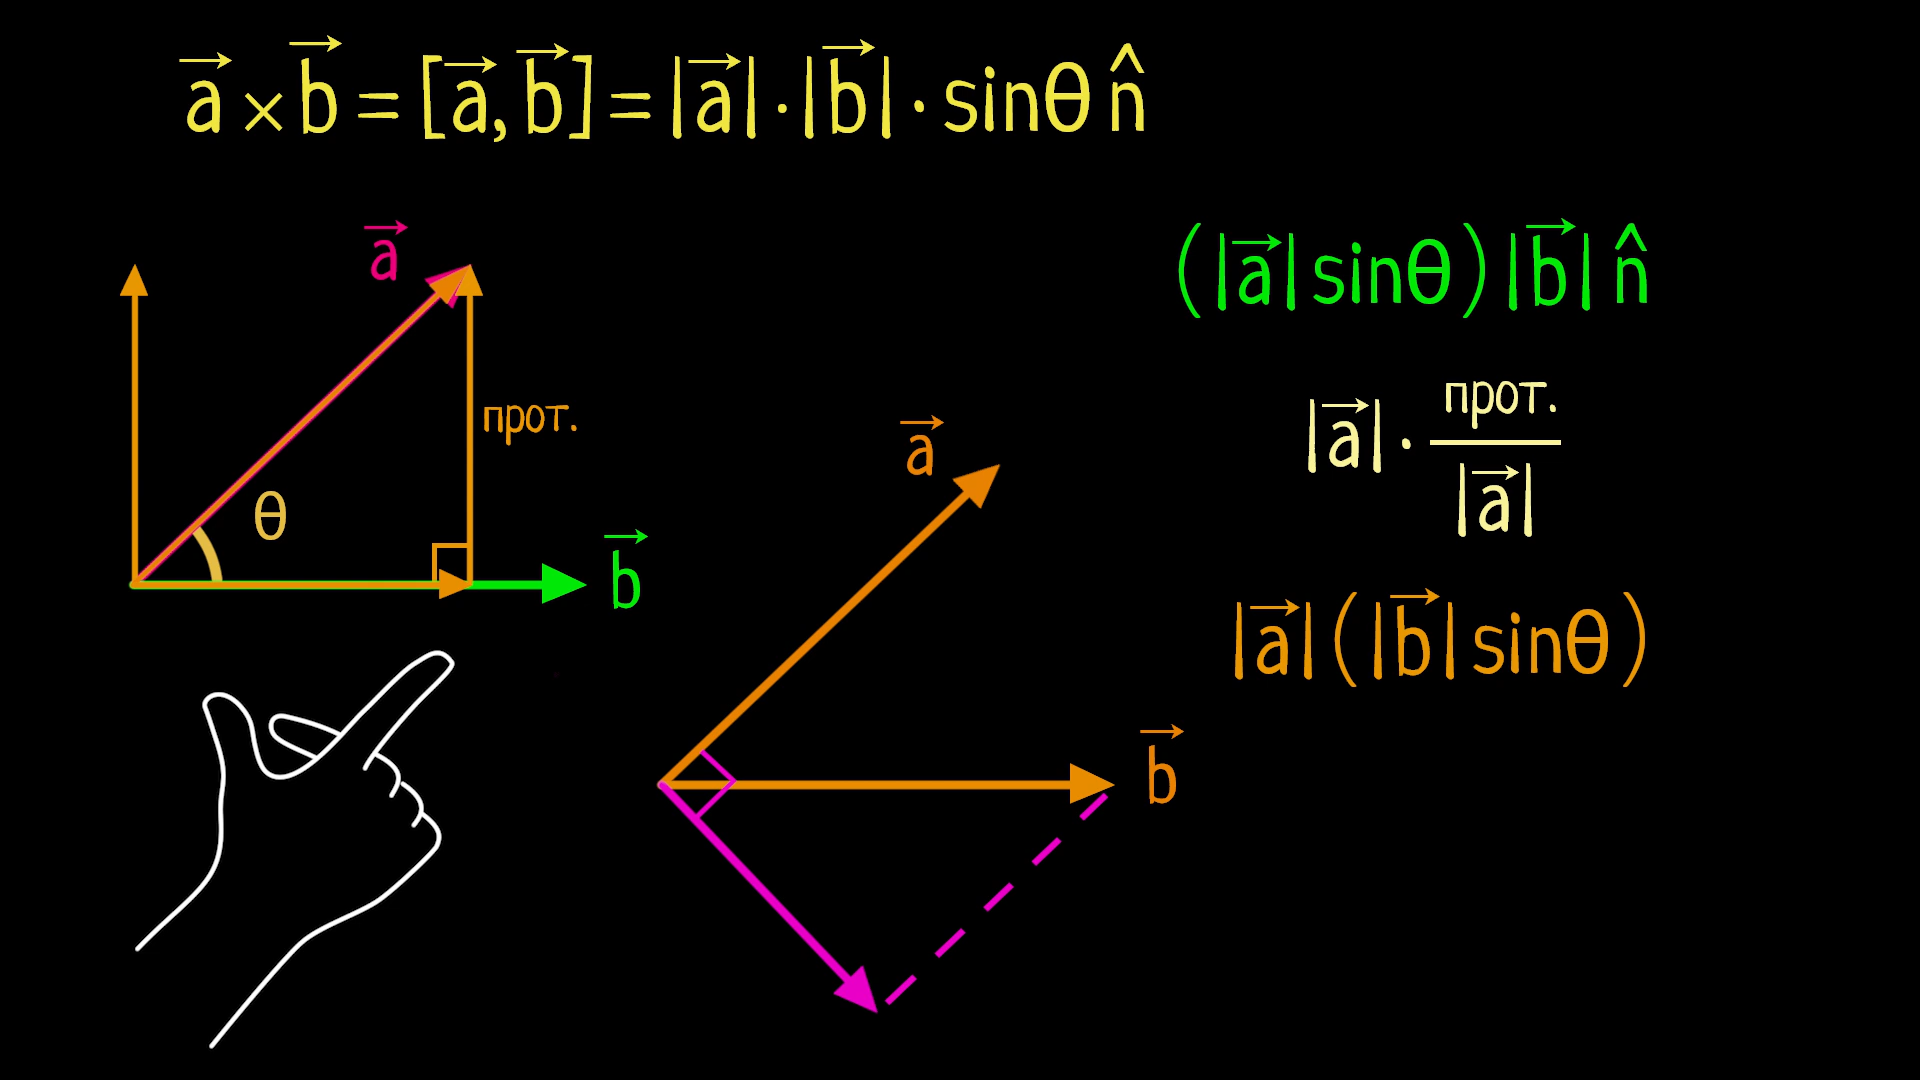 a⃗ × b⃗ = [a⃗, b⃗] = |a⃗| · |b⃗| · sinθ n̂
a⃗
прот.
θ
b⃗
a⃗
b⃗
(|a⃗| sinθ) |b⃗| n̂
|a⃗| · прот. / |a⃗|
|a⃗| (|b⃗| sinθ)